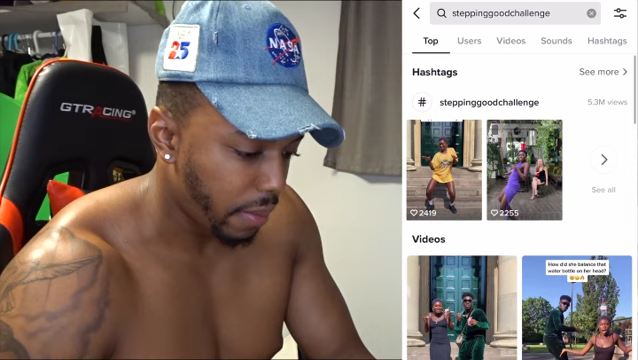 NASA
25
GTRACING
steppinggoodchallenge
Top Users Videos Sounds Hashtags
Hashtags See more
# steppinggoodchallenge 5.3M views
2419 2255 See all
Videos
How did she balance that
water bottle on her head?